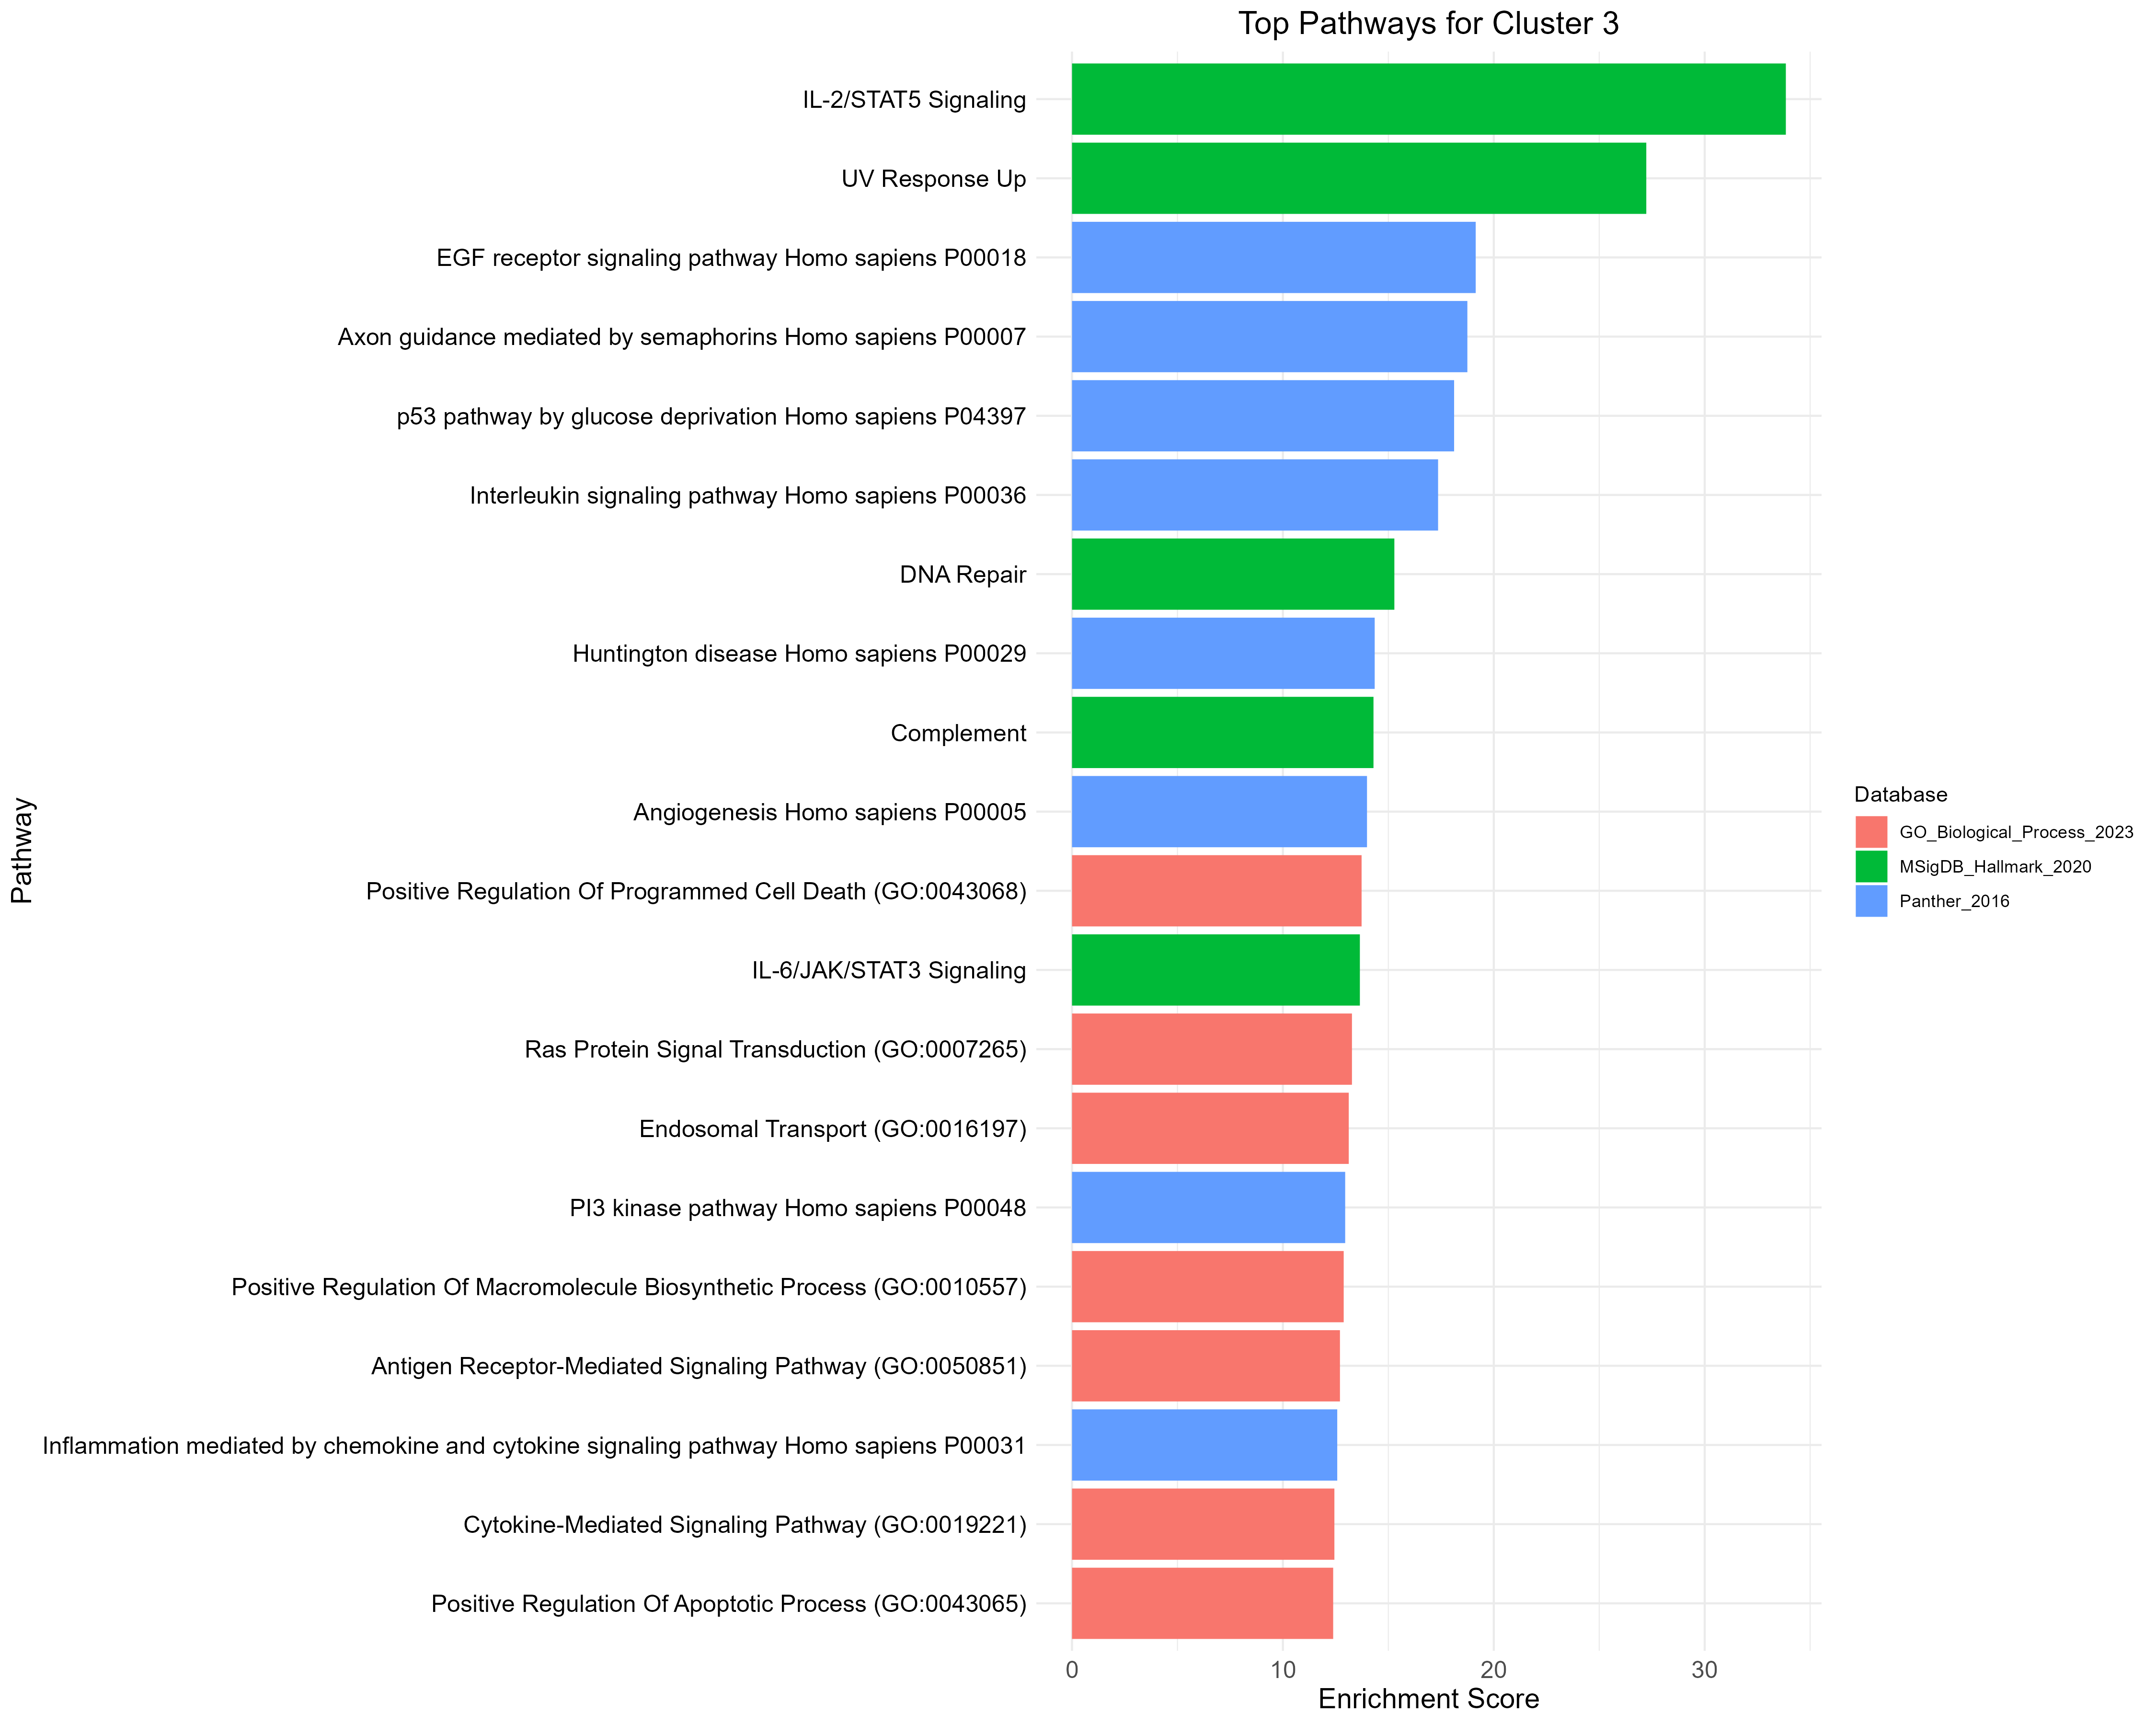 Top Pathways for Cluster 3
IL-2/STAT5 Signaling
UV Response Up
EGF receptor signaling pathway Homo sapiens P00018
Axon guidance mediated by semaphorins Homo sapiens P00007
p53 pathway by glucose deprivation Homo sapiens P04397
Interleukin signaling pathway Homo sapiens P00036
DNA Repair
Huntington disease Homo sapiens P00029
Complement
Angiogenesis Homo sapiens P00005
Positive Regulation Of Programmed Cell Death (GO:0043068)
IL-6/JAK/STAT3 Signaling
Ras Protein Signal Transduction (GO:0007265)
Endosomal Transport (GO:0016197)
PI3 kinase pathway Homo sapiens P00048
Positive Regulation Of Macromolecule Biosynthetic Process (GO:0010557)
Antigen Receptor-Mediated Signaling Pathway (GO:0050851)
Inflammation mediated by chemokine and cytokine signaling pathway Homo sapiens P00031
Cytokine-Mediated Signaling Pathway (GO:0019221)
Positive Regulation Of Apoptotic Process (GO:0043065)
Pathway
0 10 20 30
Enrichment Score
Database
GO_Biological_Process_2023
MSigDB_Hallmark_2020
Panther_2016